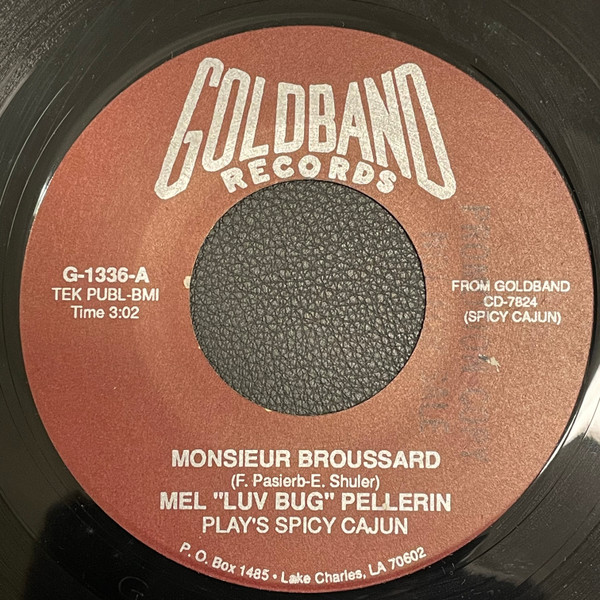 GOLDBAND
RECORDS
G-1336-A
TEK PUBL-BMI
Time 3:02
FROM GOLDBAND
CD-7824
(SPICY CAJUN)
MONSIEUR BROUSSARD
(F. Pasierb-E. Shuler)
MEL "LUV BUG" PELLERIN
PLAY'S SPICY CAJUN
P. O. Box 1485 • Lake Charles, LA 70602